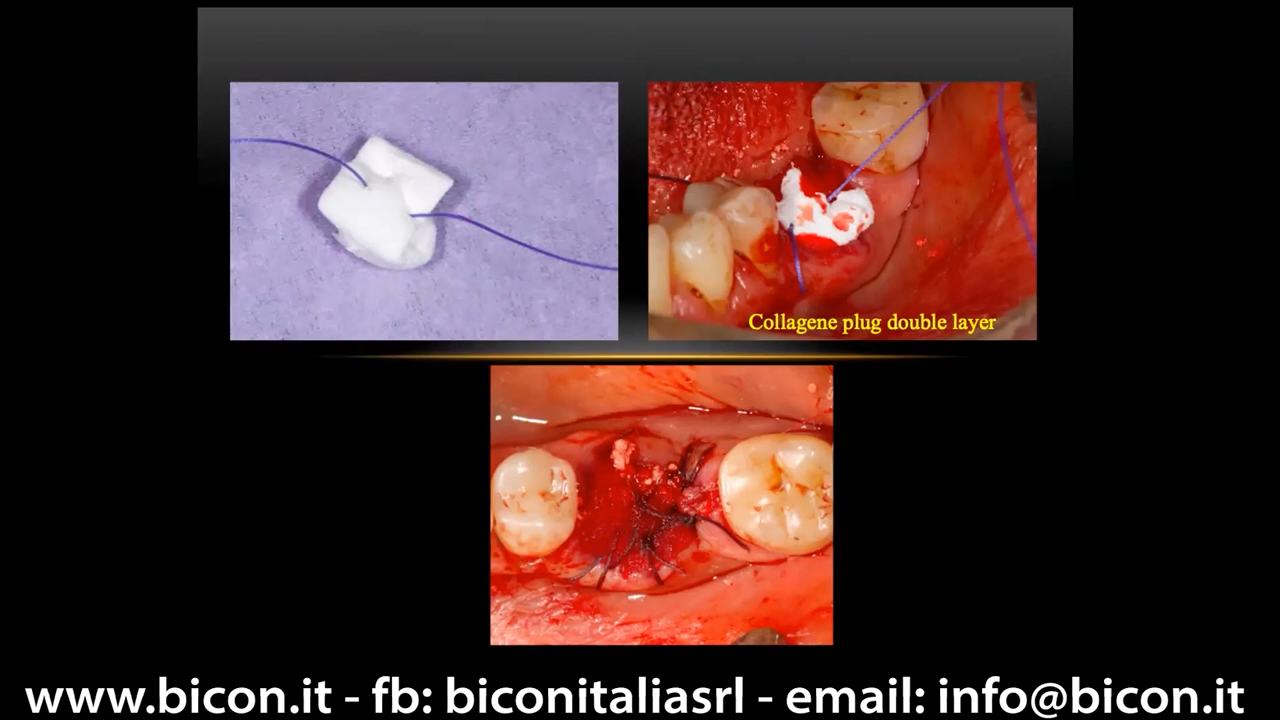 Collagene plug double layer
www.bicon.it - fb: biconitaliasrl - email: info@bicon.it